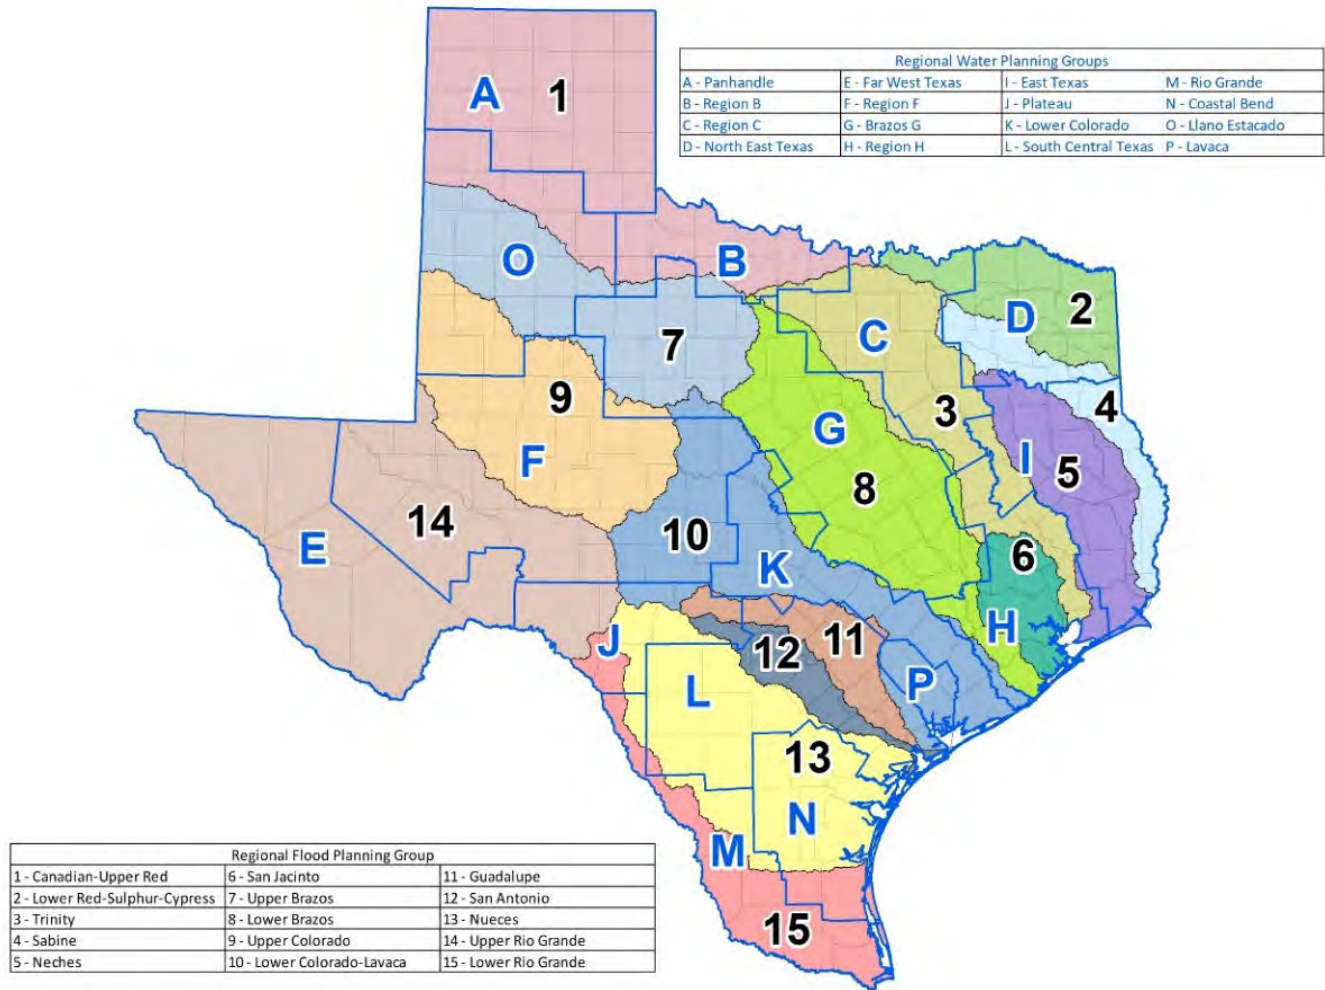 Regional Water Planning Groups
A - Panhandle E - Far West Texas I - East Texas M - Rio Grande
B - Region B F - Region F J - Plateau N - Coastal Bend
C - Region C G - Brazos G K - Lower Colorado O - Llano Estacado
D - North East Texas H - Region H L - South Central Texas P - Lavaca
A 1
O B
D 2
C
7
9 3 4
G
F I 5
8
14 10
E 6
K
H
J 12 11
L P
13
N
M
15
Regional Flood Planning Group
1 - Canadian-Upper Red 6 - San Jacinto 11 - Guadalupe
2 - Lower Red-Sulphur-Cypress 7 - Upper Brazos 12 - San Antonio
3 - Trinity 8 - Lower Brazos 13 - Nueces
4 - Sabine 9 - Upper Colorado 14 - Upper Rio Grande
5 - Neches 10 - Lower Colorado-Lavaca 15 - Lower Rio Grande